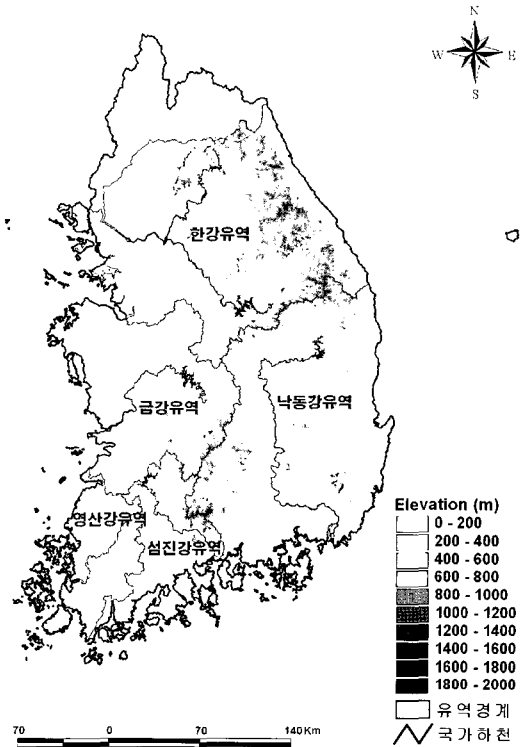 N
W E
S
한강유역
금강유역
낙동강유역
영산강유역
섬진강유역
Elevation (m)
0 - 200
200 - 400
400 - 600
600 - 800
800 - 1000
1000 - 1200
1200 - 1400
1400 - 1600
1600 - 1800
1800 - 2000
유역경계
국가하천
70 0 70 140 Km